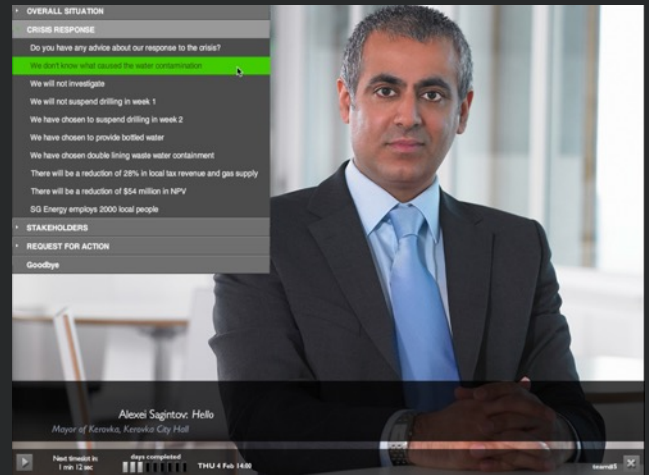 OVERALL SITUATION
CRISIS RESPONSE
Do you have any advice about our response to the crisis?
We don't know what caused the water contamination
We will not investigate
We will not suspend drilling in week 1
We have chosen to suspend drilling in week 2
We have chosen to provide bottled water
We have chosen double lining waste water containment
There will be a reduction of 28% in local tax revenue and gas supply
There will be a reduction of $54 million in NPV
SG Energy employs 2000 local people
STAKEHOLDERS
REQUEST FOR ACTION
Goodbye
Alexei Sagintov: Hello
Mayor of Kerovka, Kerovka City Hall
Next timeslot in:
1 min 12 sec
days completed
THU 4 Feb 14:00
team85